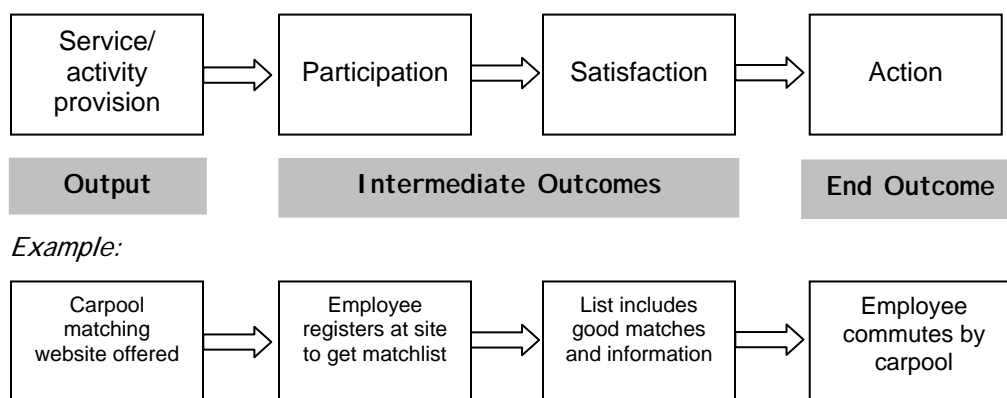 Service/
activity
provision
Participation
Satisfaction
Action
Output
Intermediate Outcomes
End Outcome
Example:
Carpool
matching
website offered
Employee
registers at site
to get matchlist
List includes
good matches
and information
Employee
commutes by
carpool